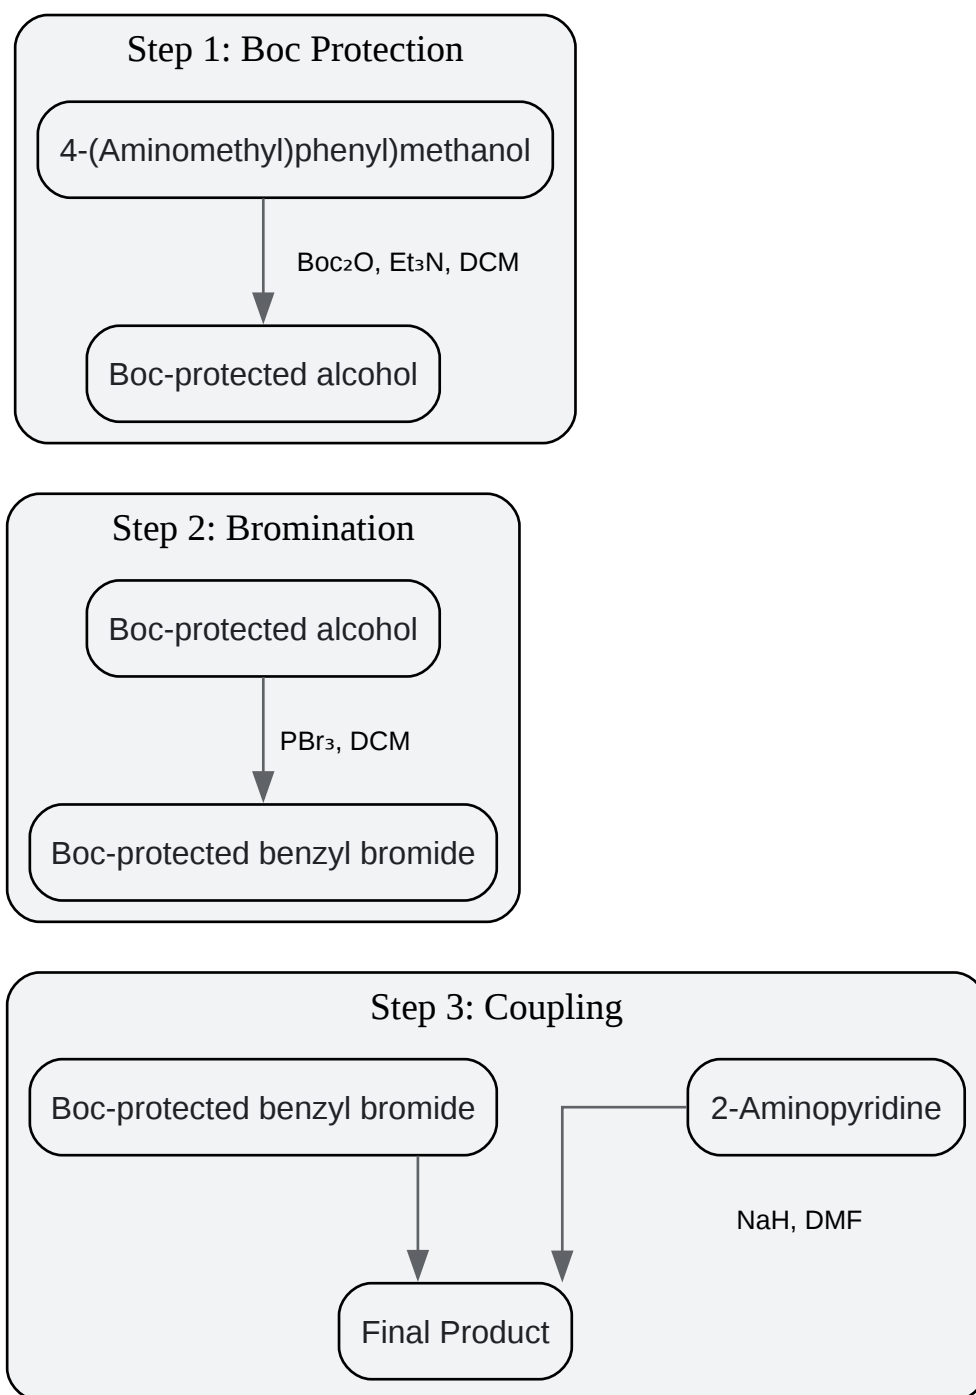 Step 1: Boc Protection
4-(Aminomethyl)phenyl)methanol
Boc₂O, Et₃N, DCM
Boc-protected alcohol
Step 2: Bromination
Boc-protected alcohol
PBr₃, DCM
Boc-protected benzyl bromide
Step 3: Coupling
Boc-protected benzyl bromide
2-Aminopyridine
NaH, DMF
Final Product